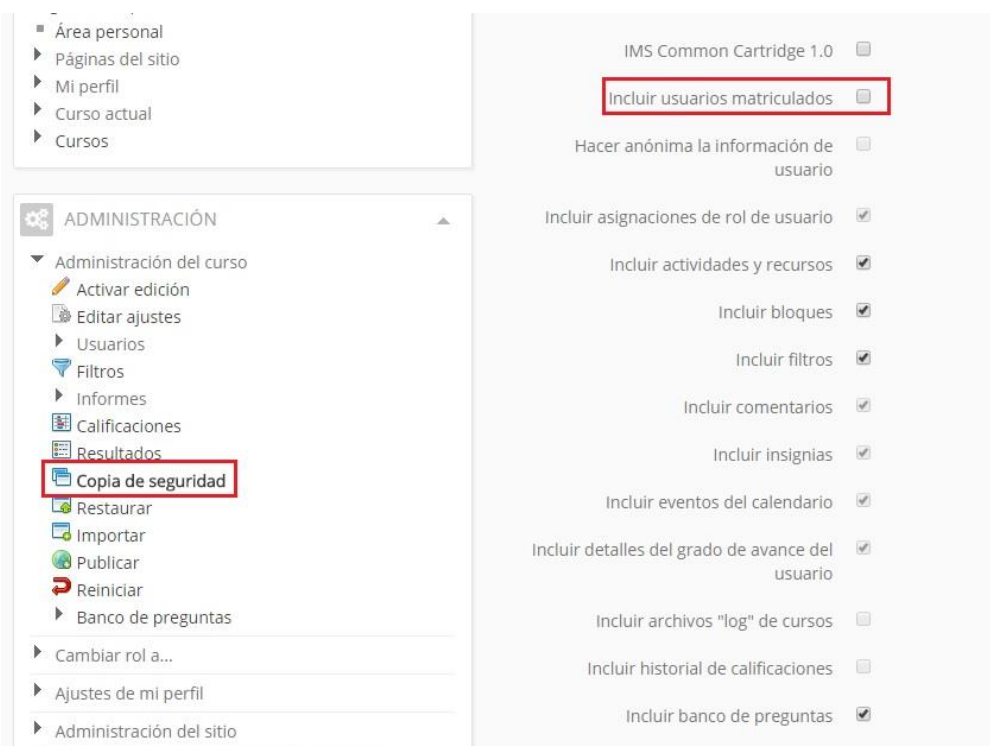 Área personal
Páginas del sitio
Mi perfil
Curso actual
Cursos
ADMINISTRACIÓN
Administración del curso
Activar edición
Editar ajustes
Usuarios
Filtros
Informes
Calificaciones
Resultados
Copia de seguridad
Restaurar
Importar
Publicar
Reiniciar
Banco de preguntas
Cambiar rol a...
Ajustes de mi perfil
Administración del sitio
IMS Common Cartridge 1.0
Incluir usuarios matriculados
Hacer anónima la información de
usuario
Incluir asignaciones de rol de usuario
Incluir actividades y recursos
Incluir bloques
Incluir filtros
Incluir comentarios
Incluir insignias
Incluir eventos del calendario
Incluir detalles del grado de avance del
usuario
Incluir archivos "log" de cursos
Incluir historial de calificaciones
Incluir banco de preguntas